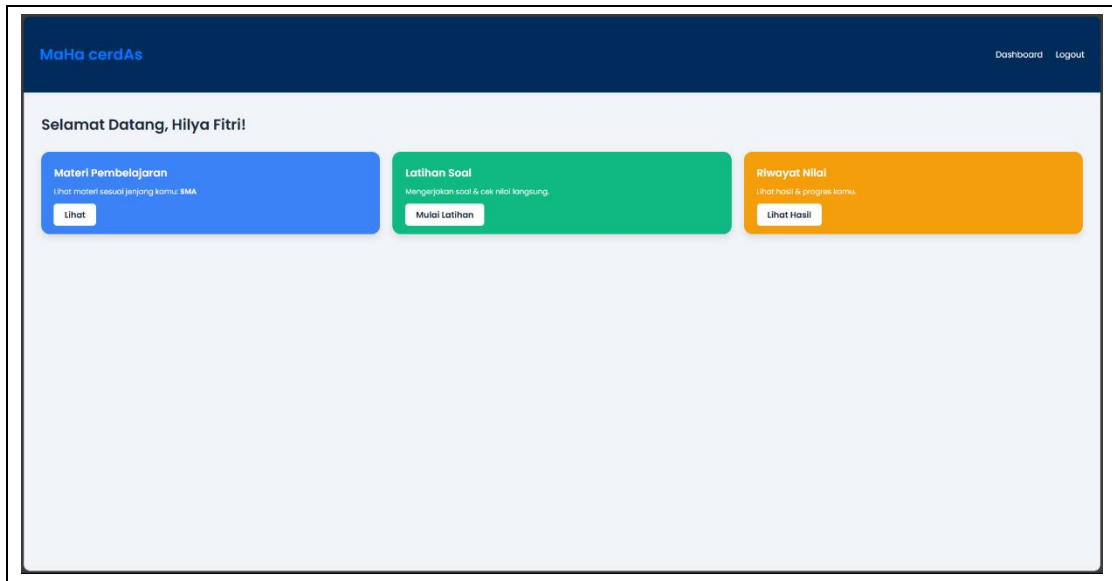 MaHa cerdAs
Dashboard Logout
Selamat Datang, Hilya Fitri!
Materi Pembelajaran
Lihat materi sesuai jenjang kamu: SMA
Lihat
Latihan Soal
Mengerjakan soal & cek nilai langsung.
Mulai Latihan
Riwayat Nilai
Lihat hasil & progres kamu.
Lihat Hasil